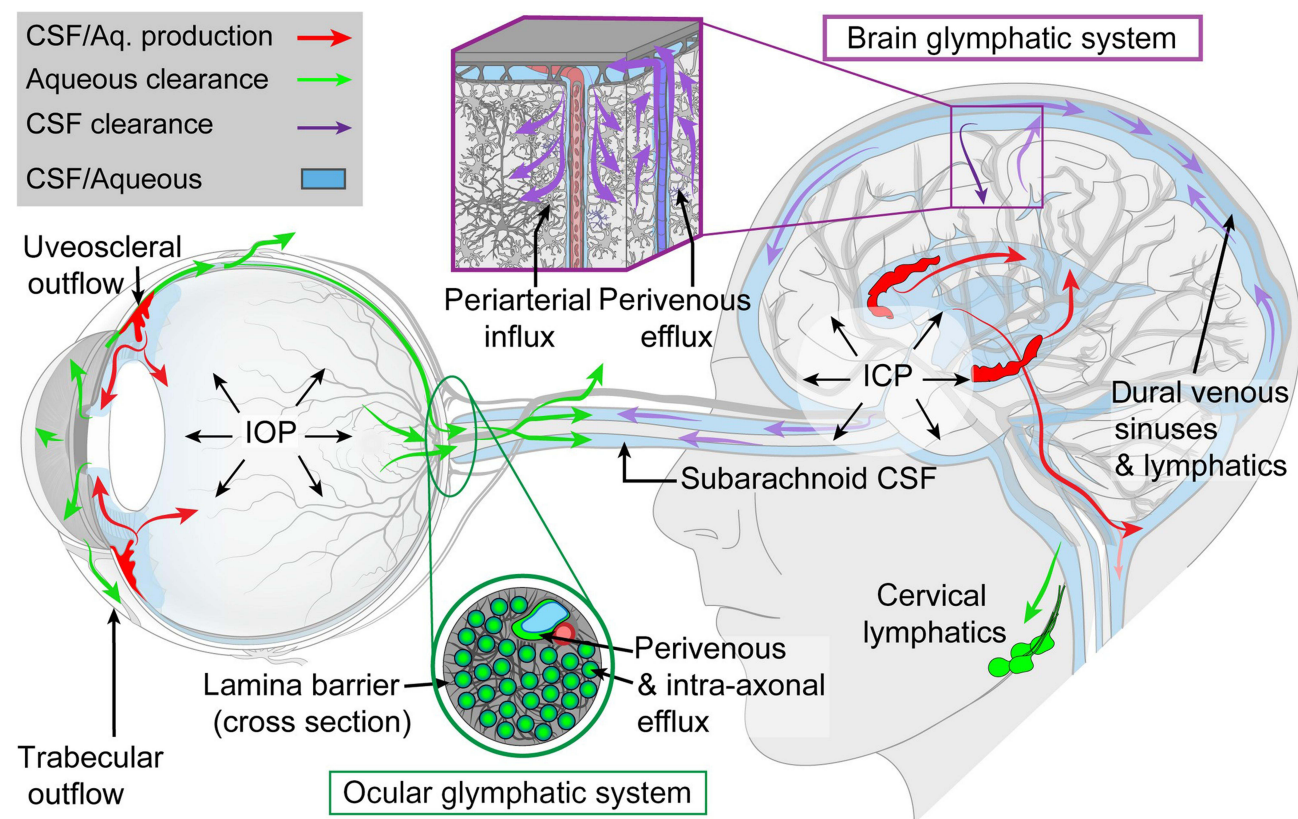 CSF/Aq. production
Aqueous clearance
CSF clearance
CSF/Aqueous
Brain glymphatic system
Uveoscleral
outflow
Periarterial
influx
Perivenous
efflux
IOP
ICP
Dural venous
sinuses
& lymphatics
Subarachnoid CSF
Cervical
lymphatics
Lamina barrier
(cross section)
Perivenous
& intra-axonal
efflux
Trabecular
outflow
Ocular glymphatic system